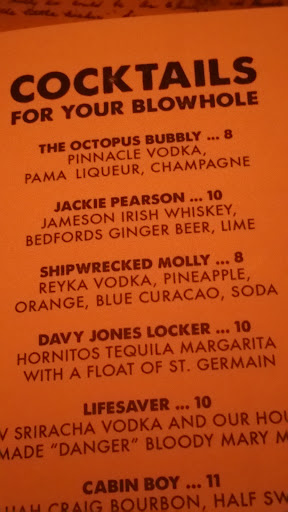 COCKTAILS
FOR YOUR BLOWHOLE
THE OCTOPUS BUBBLY ... 8
PINNACLE VODKA,
PAMA LIQUEUR, CHAMPAGNE
JACKIE PEARSON ... 10
JAMESON IRISH WHISKEY,
BEDFORDS GINGER BEER, LIME
SHIPWRECKED MOLLY ... 8
REYKA VODKA, PINEAPPLE,
ORANGE, BLUE CURACAO, SODA
DAVY JONES LOCKER ... 10
HORNITOS TEQUILA MARGARITA
WITH A FLOAT OF ST. GERMAIN
LIFESAVER ... 10
SRIRACHA VODKA AND OUR HOU
MADE "DANGER" BLOODY MARY M
CABIN BOY ... 11
JAH CRAIG BOURBON, HALF SW